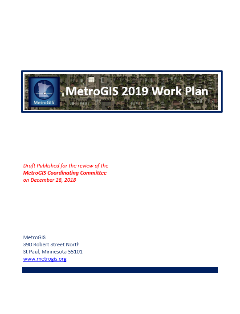 MetroGIS 2019 Work Plan
MetroGIS
Draft Published for the review of the
MetroGIS Coordinating Committee
on December 18, 2018
MetroGIS
390 Robert Street North
St Paul, Minnesota 55101
www.metrogis.org